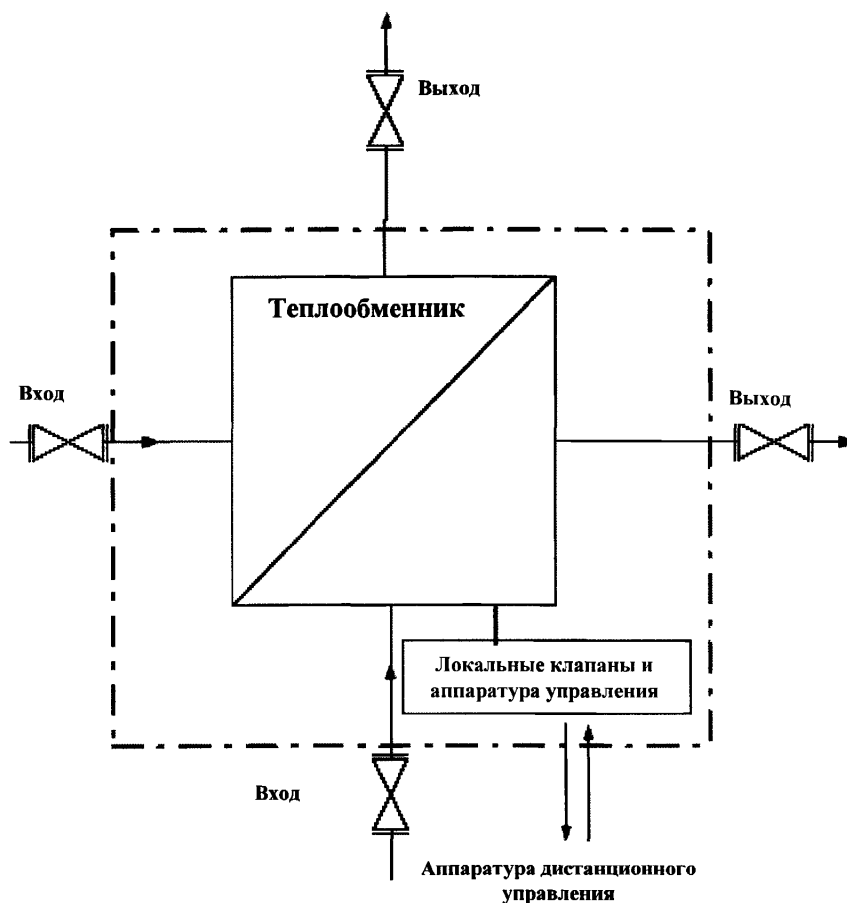 Выход
Теплообменник
Вход
Выход
Локальные клапаны и
аппаратура управления
Вход
Аппаратура дистанционного
управления